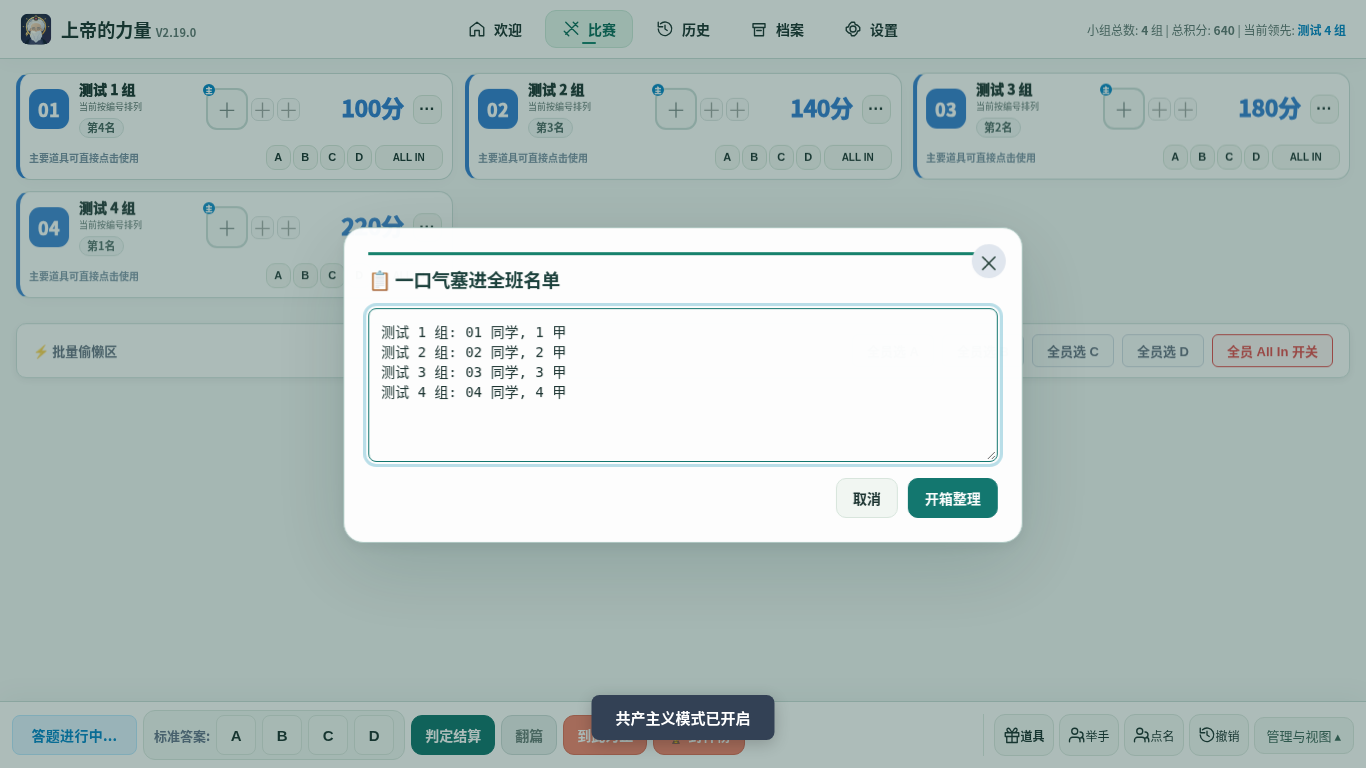 上帝的力量 V2.19.0
欢迎
比赛
历史
档案
设置
小组总数: 4 组 | 总积分: 640 | 当前领先: 测试 4 组
01
测试 1 组
当前按编号排列
第4名
主
100分
...
主要道具可直接点击使用
A B C D ALL IN
02
测试 2 组
当前按编号排列
第3名
主
140分
...
主要道具可直接点击使用
A B C D ALL IN
03
测试 3 组
当前按编号排列
第2名
主
180分
...
主要道具可直接点击使用
A B C D ALL IN
04
测试 4 组
当前按编号排列
第1名
主
220分
主要道具可直接点击使用
A B C
📋 一口气塞进全班名单
测试 1 组: 01 同学, 1 甲
测试 2 组: 02 同学, 2 甲
测试 3 组: 03 同学, 3 甲
测试 4 组: 04 同学, 4 甲
取消
开箱整理
⚡ 批量偷懒区
全员选 C
全员选 D
全员 All In 开关
共产主义模式已开启
答题进行中...
标准答案: A B C D
判定结算
翻篇
道具
举手
点名
撤销
管理与视图 ▴